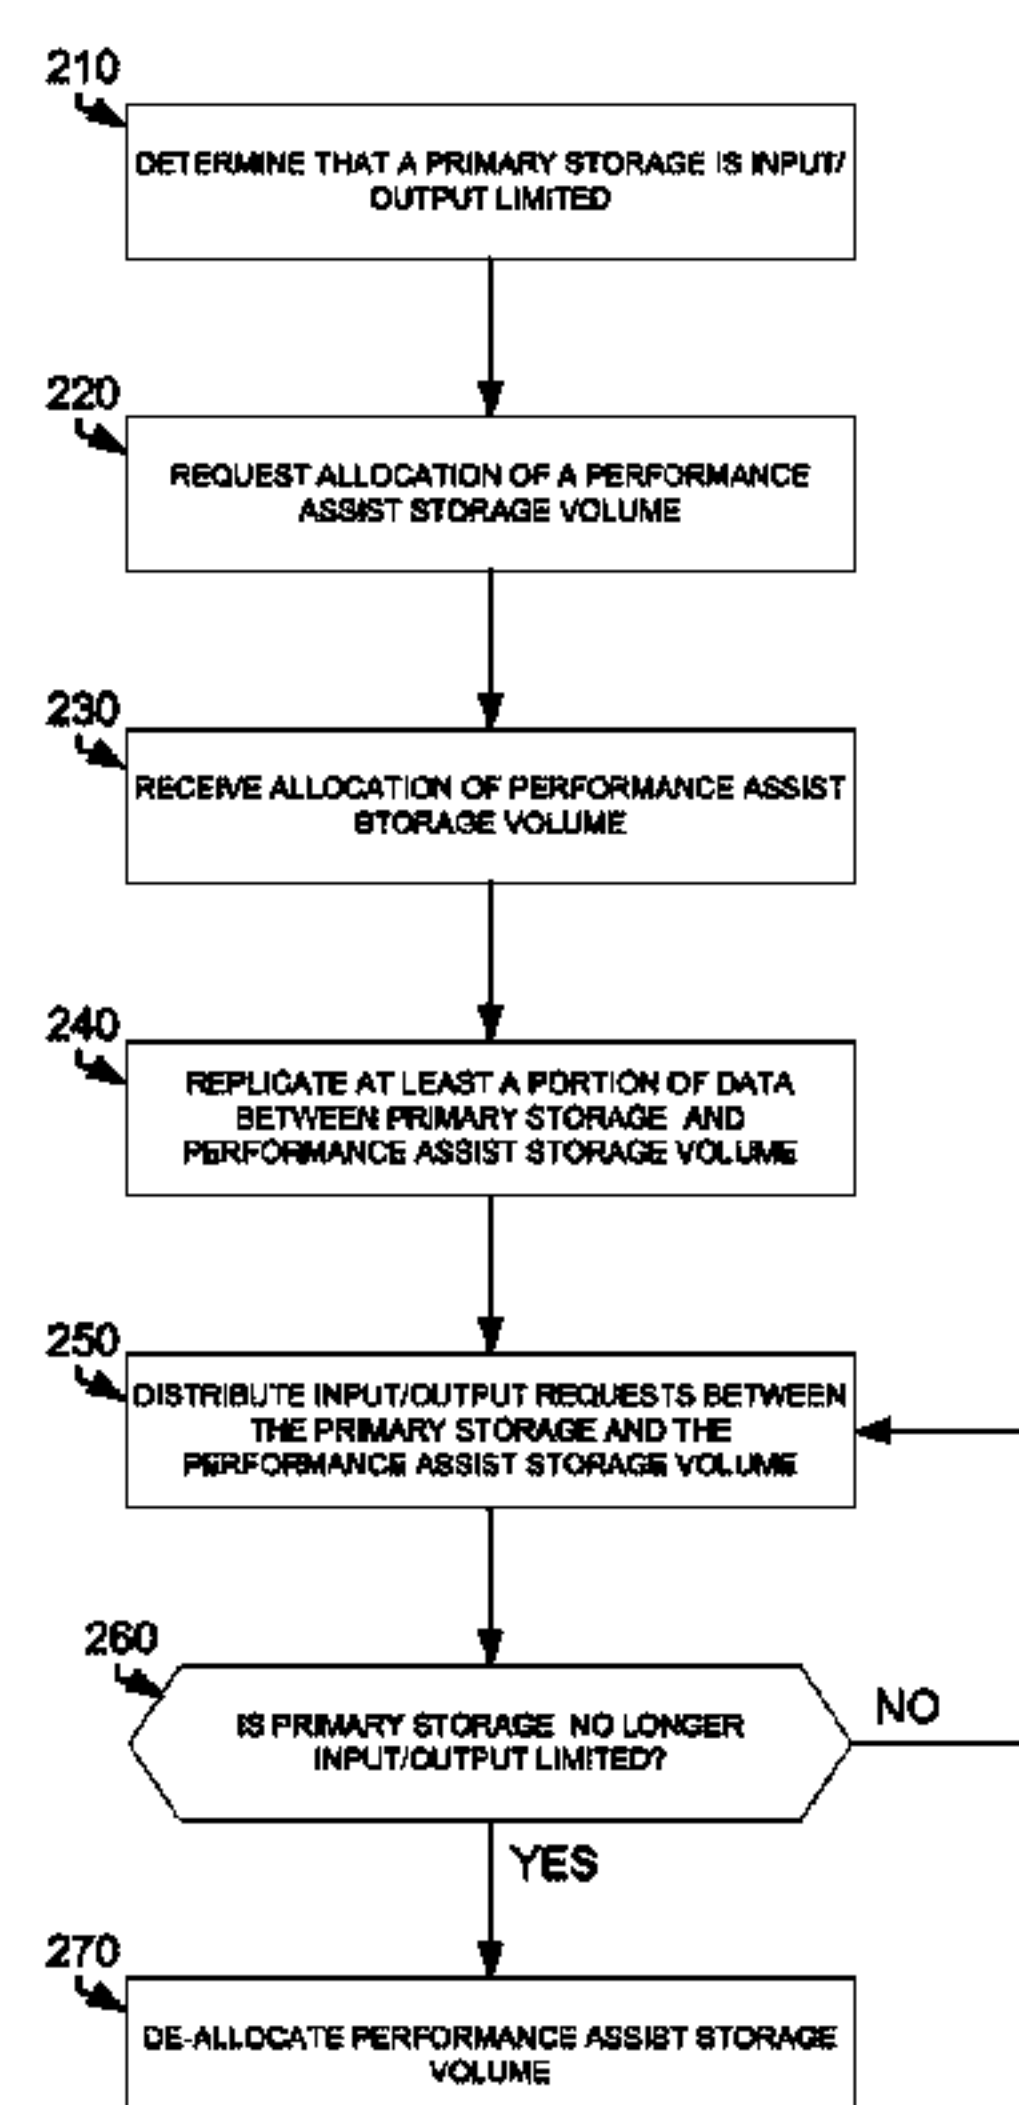 210
DETERMINE THAT A PRIMARY STORAGE IS INPUT/
OUTPUT LIMITED
220
REQUEST ALLOCATION OF A PERFORMANCE
ASSIST STORAGE VOLUME
230
RECEIVE ALLOCATION OF PERFORMANCE ASSIST
STORAGE VOLUME
240
REPLICATE AT LEAST A PORTION OF DATA
BETWEEN PRIMARY STORAGE AND
PERFORMANCE ASSIST STORAGE VOLUME
250
DISTRIBUTE INPUT/OUTPUT REQUESTS BETWEEN
THE PRIMARY STORAGE AND THE
PERFORMANCE ASSIST STORAGE VOLUME
260
IS PRIMARY STORAGE NO LONGER
INPUT/OUTPUT LIMITED?
NO
YES
270
DE-ALLOCATE PERFORMANCE ASSIST STORAGE
VOLUME